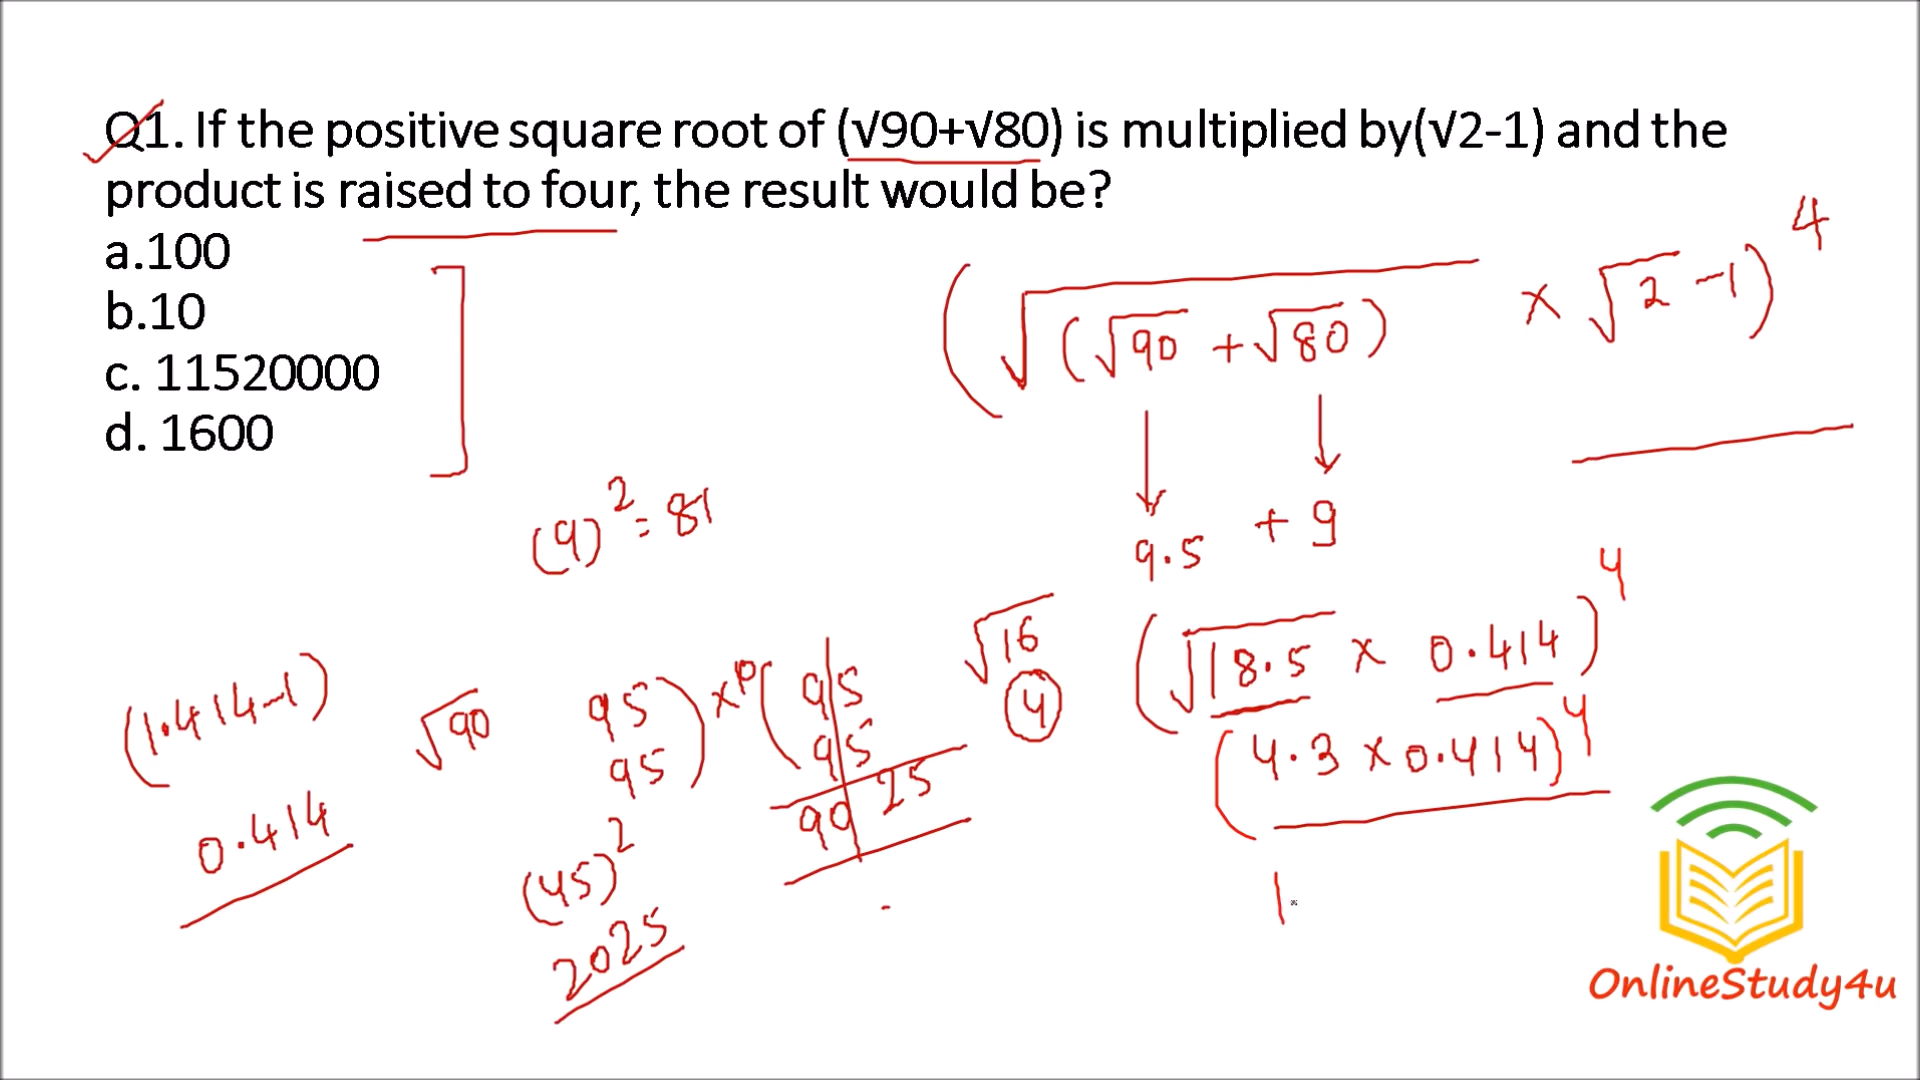 Q1. If the positive square root of (√90+√80) is multiplied by(√2-1) and the
product is raised to four, the result would be?
a.100
b.10
c. 11520000
d. 1600
(√(√90 + √80) × √2 -1)^4
(9)^2 = 81
9.5 + 9
(√18.5 × 0.414)^4
(4.3 × 0.414)^4
√16
4
(1.414-1)
0.414
√90
95
95
95
95
9025
(45)^2
2025
OnlineStudy4u